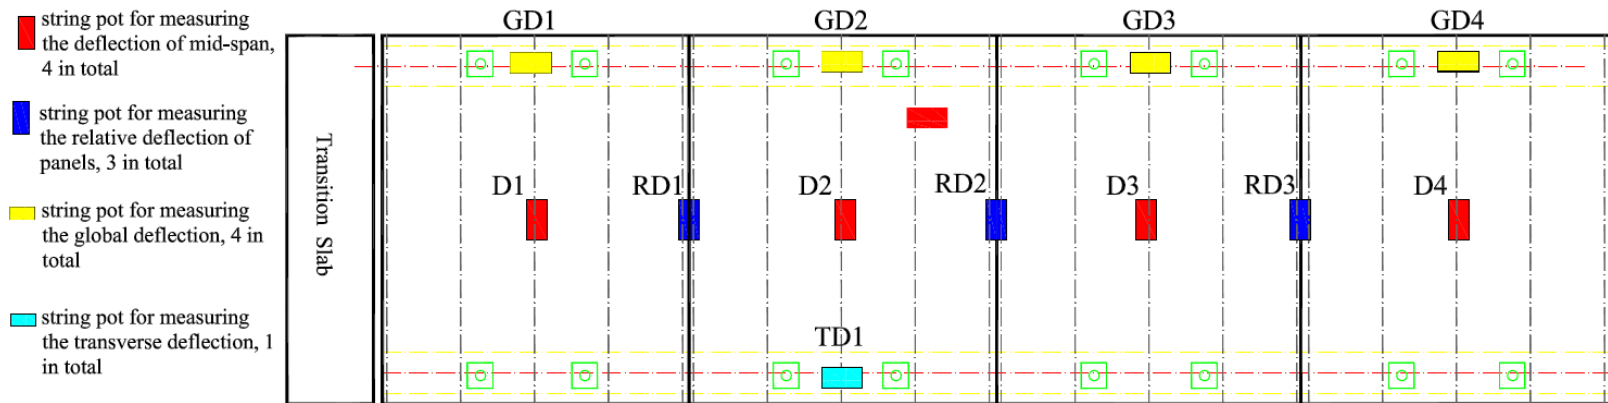 string pot for measuring
the deflection of mid-span,
4 in total
string pot for measuring
the relative deflection of
panels, 3 in total
string pot for measuring
the global deflection, 4 in
total
string pot for measuring
the transverse deflection, 1
in total
Transition Slab
GD1 GD2 GD3 GD4
D1 RD1 D2 RD2 D3 RD3 D4
TD1